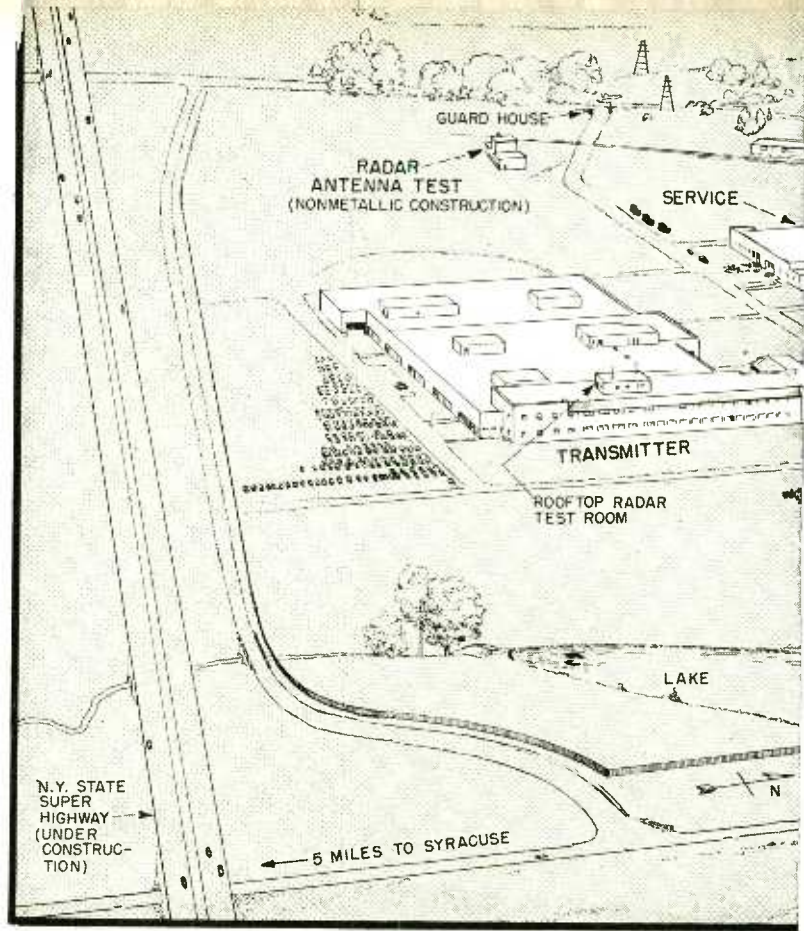 GUARD HOUSE
RADAR
ANTENNA TEST
(NONMETALLIC CONSTRUCTION)
SERVICE
TRANSMITTER
ROOFTOP RADAR
TEST ROOM
LAKE
N
N.Y. STATE
SUPER
HIGHWAY
(UNDER
CONSTRUC-
TION)
5 MILES TO SYRACUSE